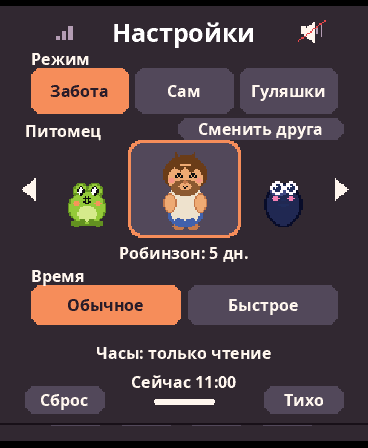 Настройки
Режим
Забота Сам Гуляшки
Питомец Сменить друга
Робинзон: 5 дн.
Время
Обычное Быстрое
Часы: только чтение
Сейчас 11:00
Сброс Тихо